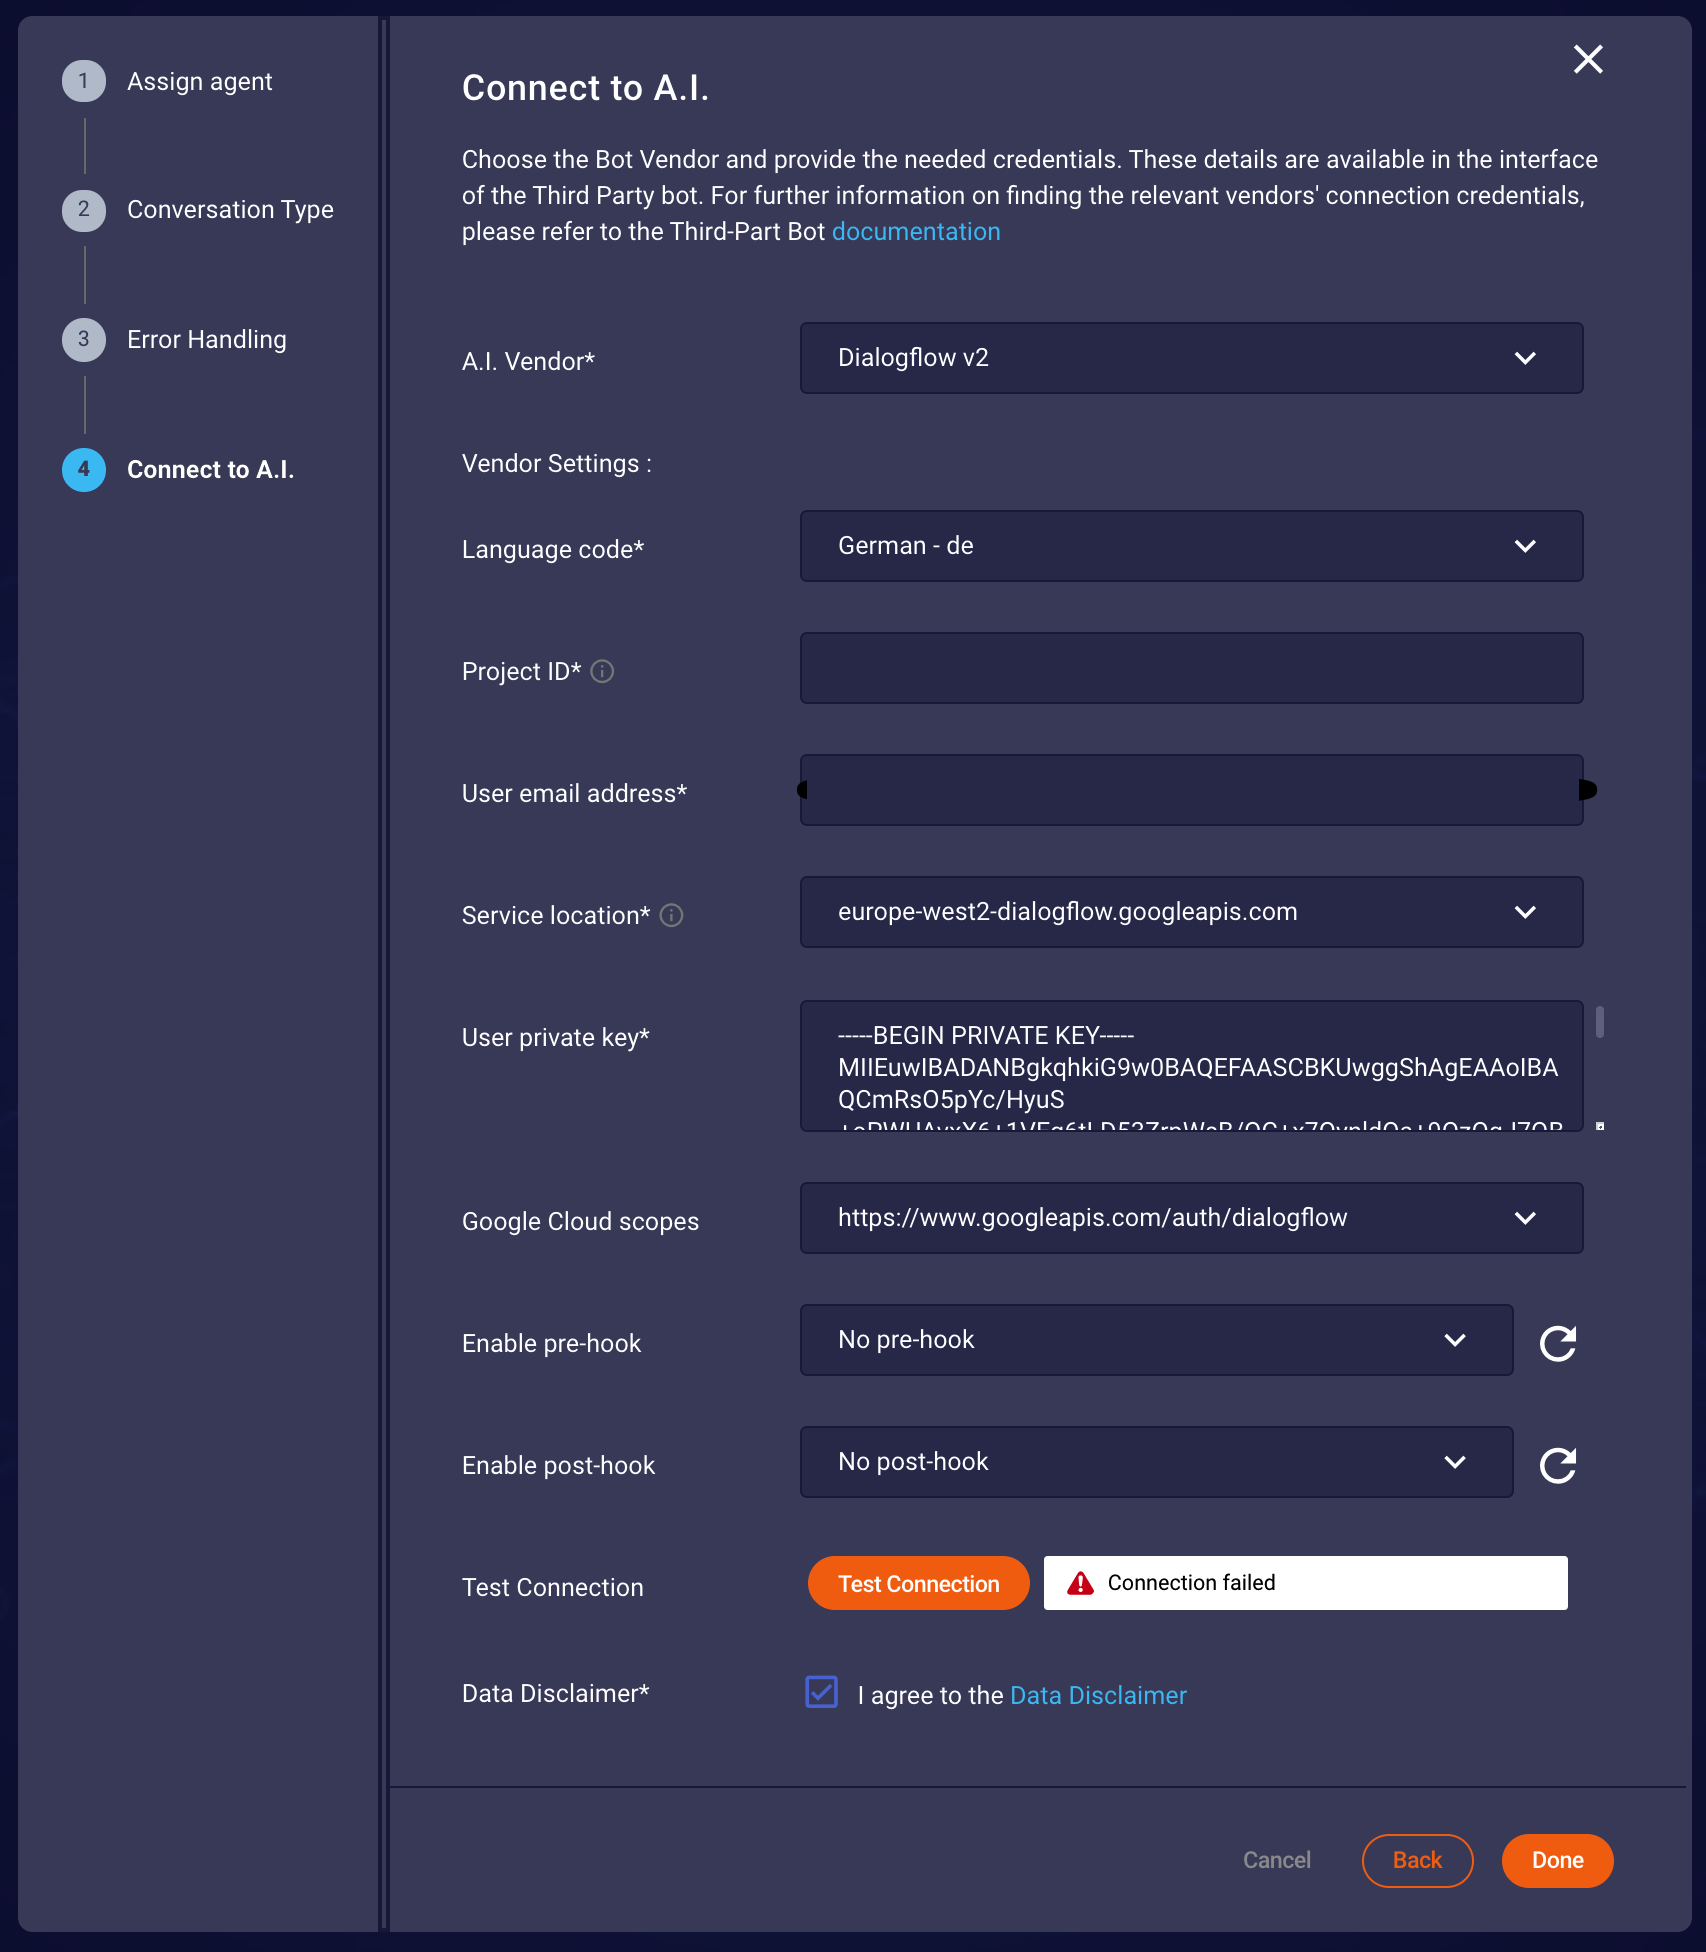 1 Assign agent
2 Conversation Type
3 Error Handling
4 Connect to A.I.
Connect to A.I.
Choose the Bot Vendor and provide the needed credentials. These details are available in the interface
of the Third Party bot. For further information on finding the relevant vendors' connection credentials,
please refer to the Third-Part Bot documentation
A.I. Vendor*
Dialogflow v2
Vendor Settings :
Language code*
German - de
Project ID*
User email address*
Service location*
europe-west2-dialogflow.googleapis.com
User private key*
-----BEGIN PRIVATE KEY-----
MIIEuwIBADANBgkqhkiG9w0BAQEFAASCBKUwggShAgEAAoIBA
QCmRsO5pYc/HyuS
Google Cloud scopes
https://www.googleapis.com/auth/dialogflow
Enable pre-hook
No pre-hook
Enable post-hook
No post-hook
Test Connection
Test Connection
Connection failed
Data Disclaimer*
I agree to the Data Disclaimer
Cancel
Back
Done